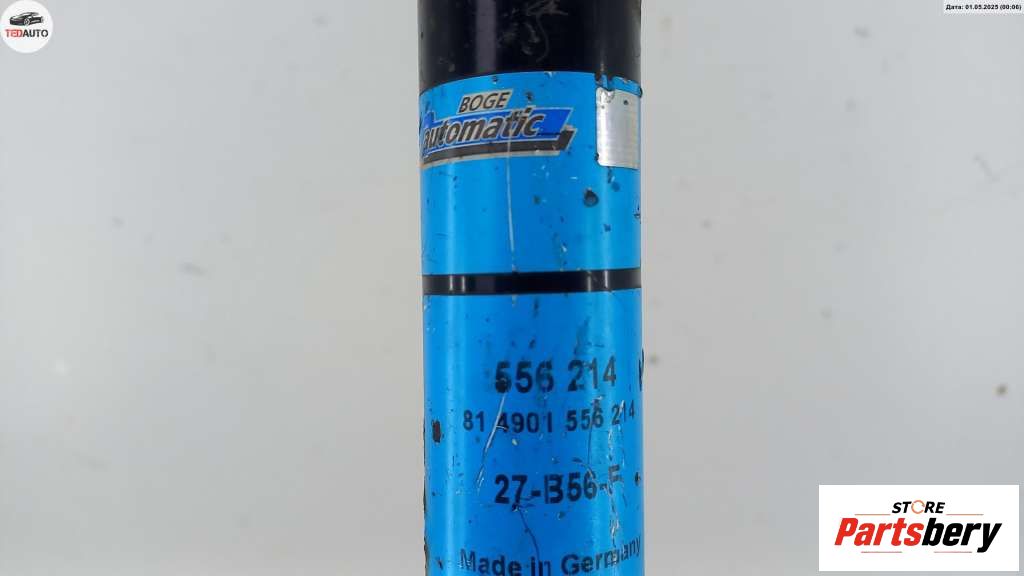 Дата: 01.05.2025 (00:06)
TEDAUTO
BOGE
automatic
556 214
81 4901 556 214
27-B56-F
Made in Germany
STORE
Partsbery